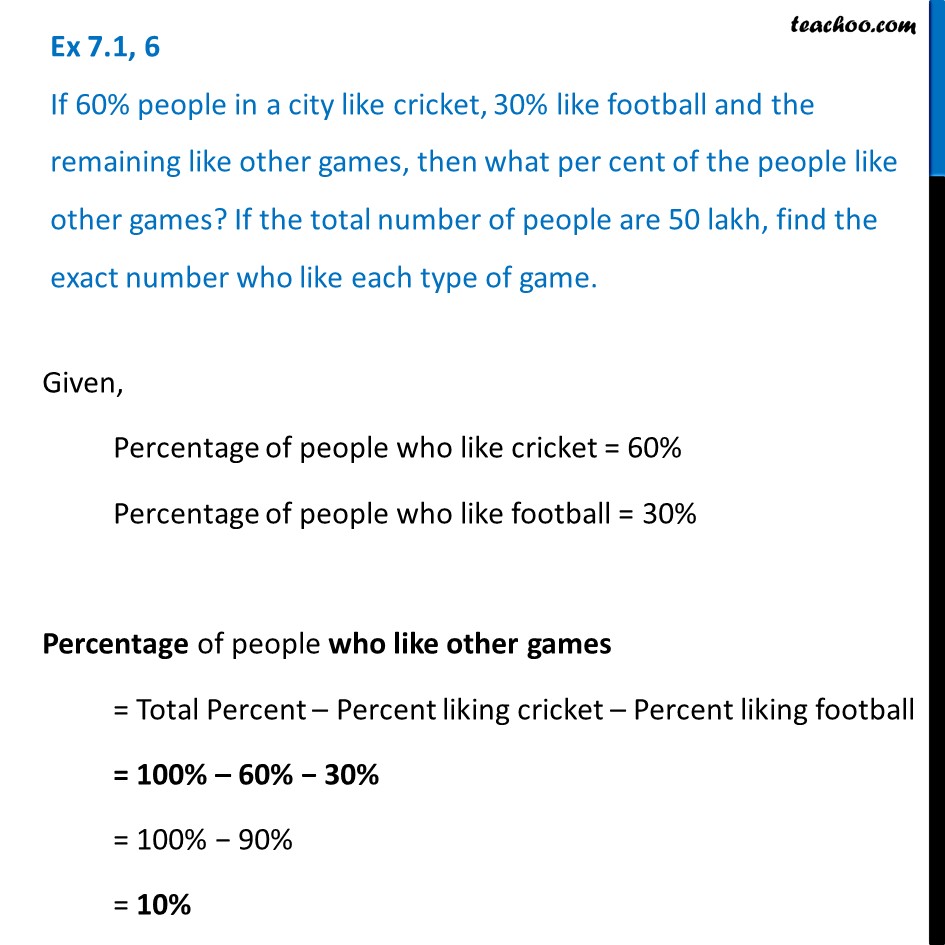 teachoo.com
Ex 7.1, 6
If 60% people in a city like cricket, 30% like football and the
remaining like other games, then what per cent of the people like
other games? If the total number of people are 50 lakh, find the
exact number who like each type of game.
Given,
Percentage of people who like cricket = 60%
Percentage of people who like football = 30%
Percentage of people who like other games
= Total Percent – Percent liking cricket – Percent liking football
= 100% – 60% − 30%
= 100% − 90%
= 10%